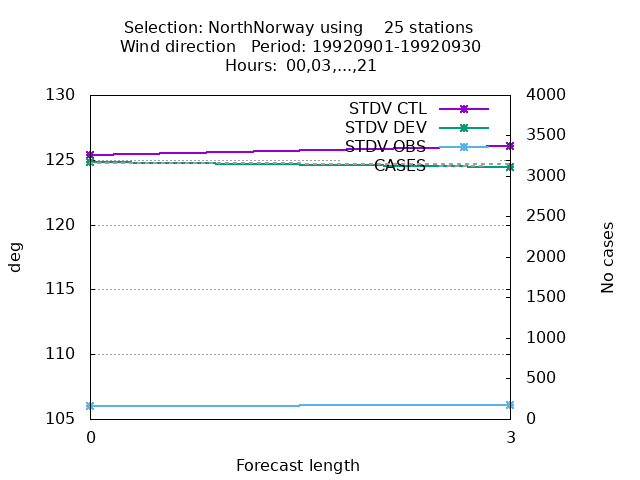 Selection: NorthNorway using    25 stations
Wind direction   Period: 19920901-19920930
Hours:  00,03,...,21
130
125
120
115
110
105
4000
3500
3000
2500
2000
1500
1000
500
0
STDV CTL
STDV DEV
STDV OBS
CASES
deg
No cases
0
3
Forecast length